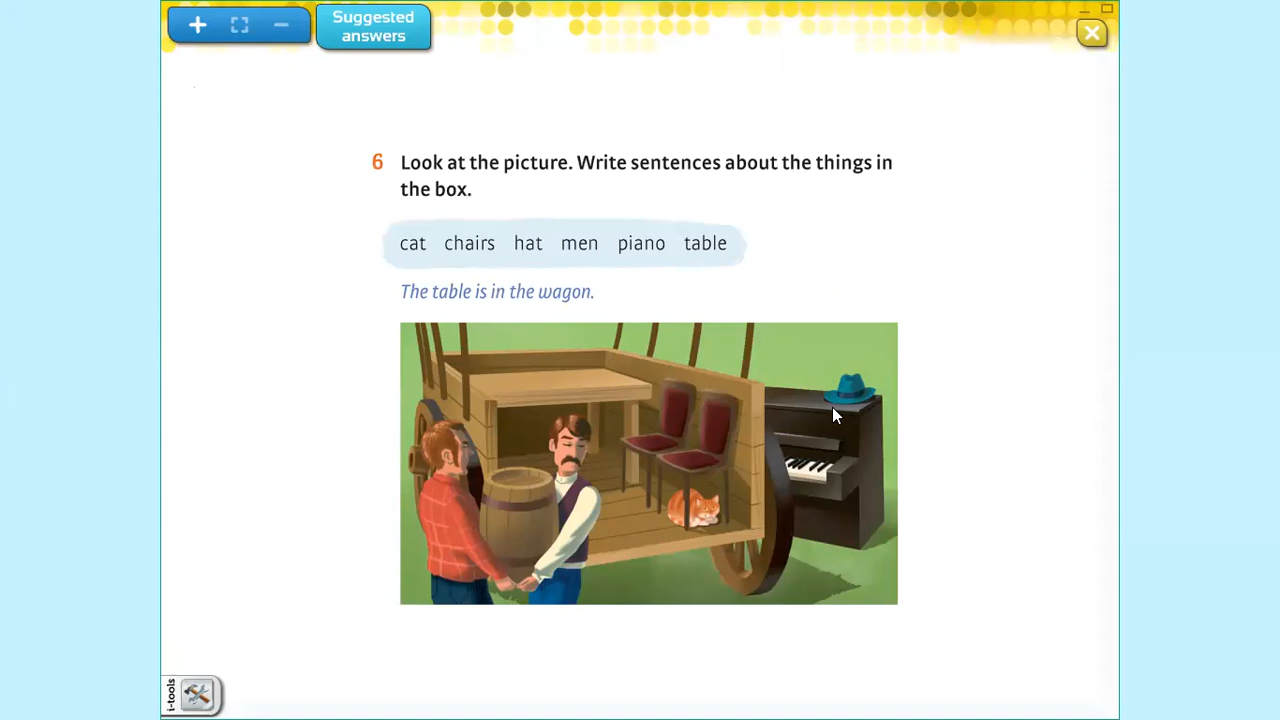 Suggested
answers
6 Look at the picture. Write sentences about the things in
the box.
cat chairs hat men piano table
The table is in the wagon.
i-tools